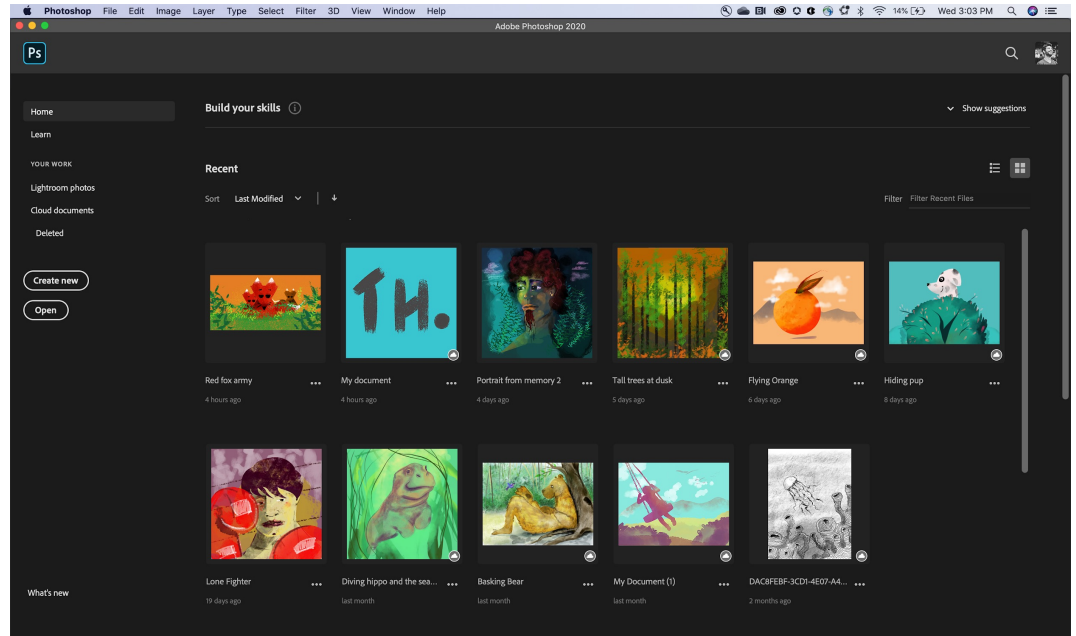 Photoshop File Edit Image Layer Type Select Filter 3D View Window Help 14% Wed 3:03 PM
Adobe Photoshop 2020
Ps
Build your skills
Show suggestions
Home
Learn
YOUR WORK
Lightroom photos
Cloud documents
Deleted
Create new
Open
What's new
Recent
Sort Last Modified
Filter Filter Recent Files
TH.
Red fox army ...
4 hours ago
My document ...
4 hours ago
Portrait from memory 2 ...
4 days ago
Tall trees at dusk ...
5 days ago
Flying Orange ...
6 days ago
Hiding pup ...
8 days ago
Lone Fighter ...
19 days ago
Diving hippo and the sea... ...
last month
Basking Bear ...
last month
My Document (1) ...
last month
DAC8FEBF-3CD1-4E07-A4... ...
2 months ago